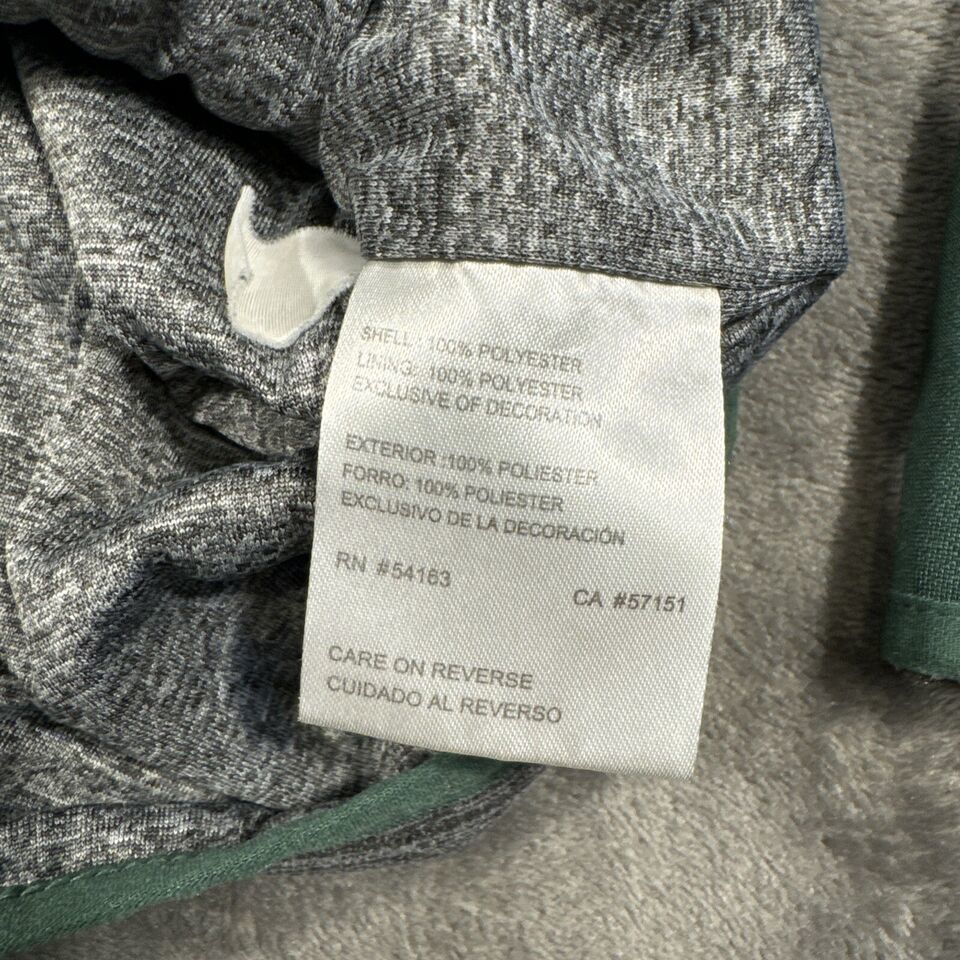 SHELL: 100% POLYESTER
LINING: 100% POLYESTER
EXCLUSIVE OF DECORATION
EXTERIOR :100% POLIESTER
FORRO: 100% POLIESTER
EXCLUSIVO DE LA DECORACIÓN
RN #54163
CA #57151
CARE ON REVERSE
CUIDADO AL REVERSO